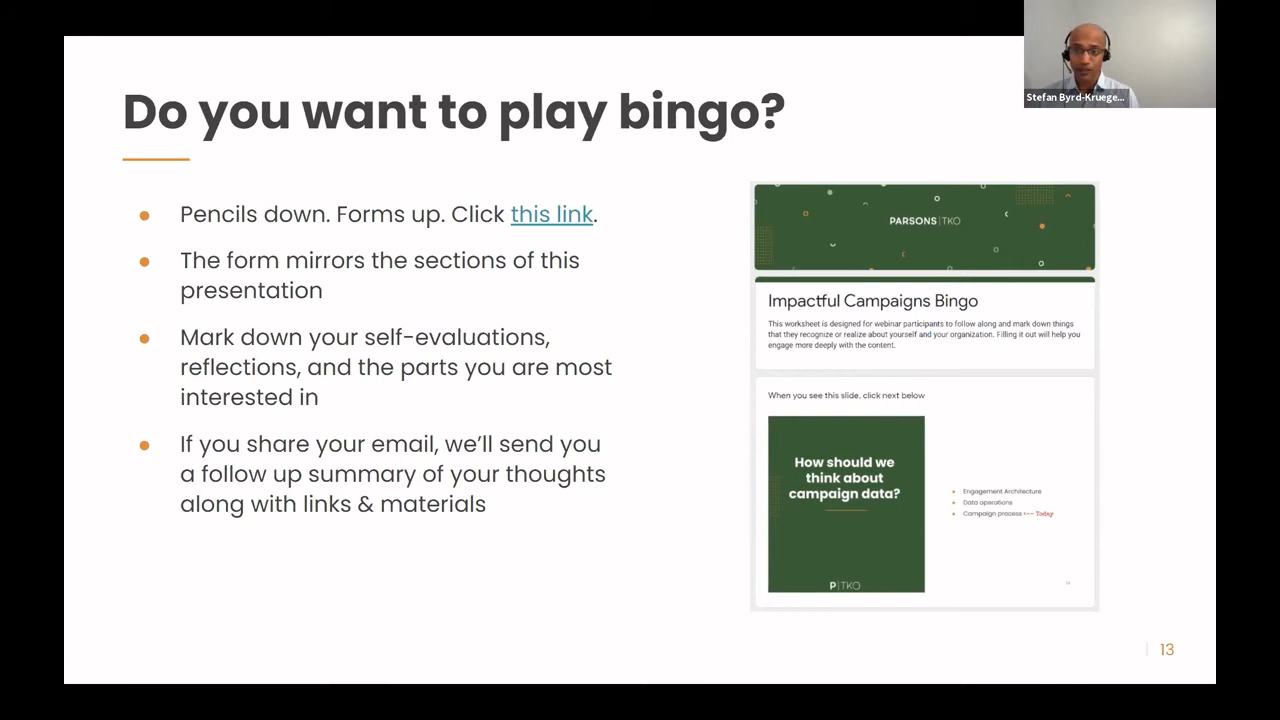 Do you want to play bingo?
Stefan Byrd-Kruege...
Pencils down. Forms up. Click this link.
The form mirrors the sections of this
presentation
Mark down your self-evaluations,
reflections, and the parts you are most
interested in
If you share your email, we’ll send you
a follow up summary of your thoughts
along with links & materials
PARSONS|TKO
Impactful Campaigns Bingo
This worksheet is designed for webinar participants to follow along and mark down things
that they recognize or realize about yourself and your organization. Filling it out will help you
engage more deeply with the content.
When you see this slide, click next below
How should we
think about
campaign data?
Engagement Architecture
Data operations
Campaign process <-- Today
P|TKO
13